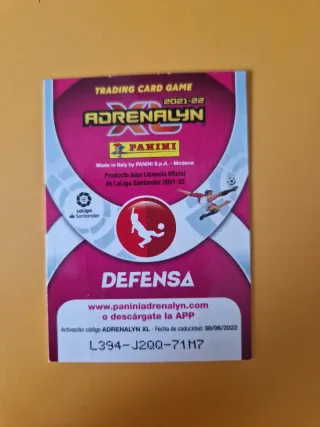 TRADING CARD GAME
2021-22
ADRENALYN
XL
PANINI
Made in Italy by PANINI S.p.A. - Modena
Producto bajo Licencia Oficial
de LaLiga Santander 2021-22
LaLiga
Santander
DEFENSA
www.paniniadrenalyn.com
o descárgate la APP
Activación código ADRENALYN XL - Fecha de caducidad: 30/06/2022
L394-J2QQ-71M7